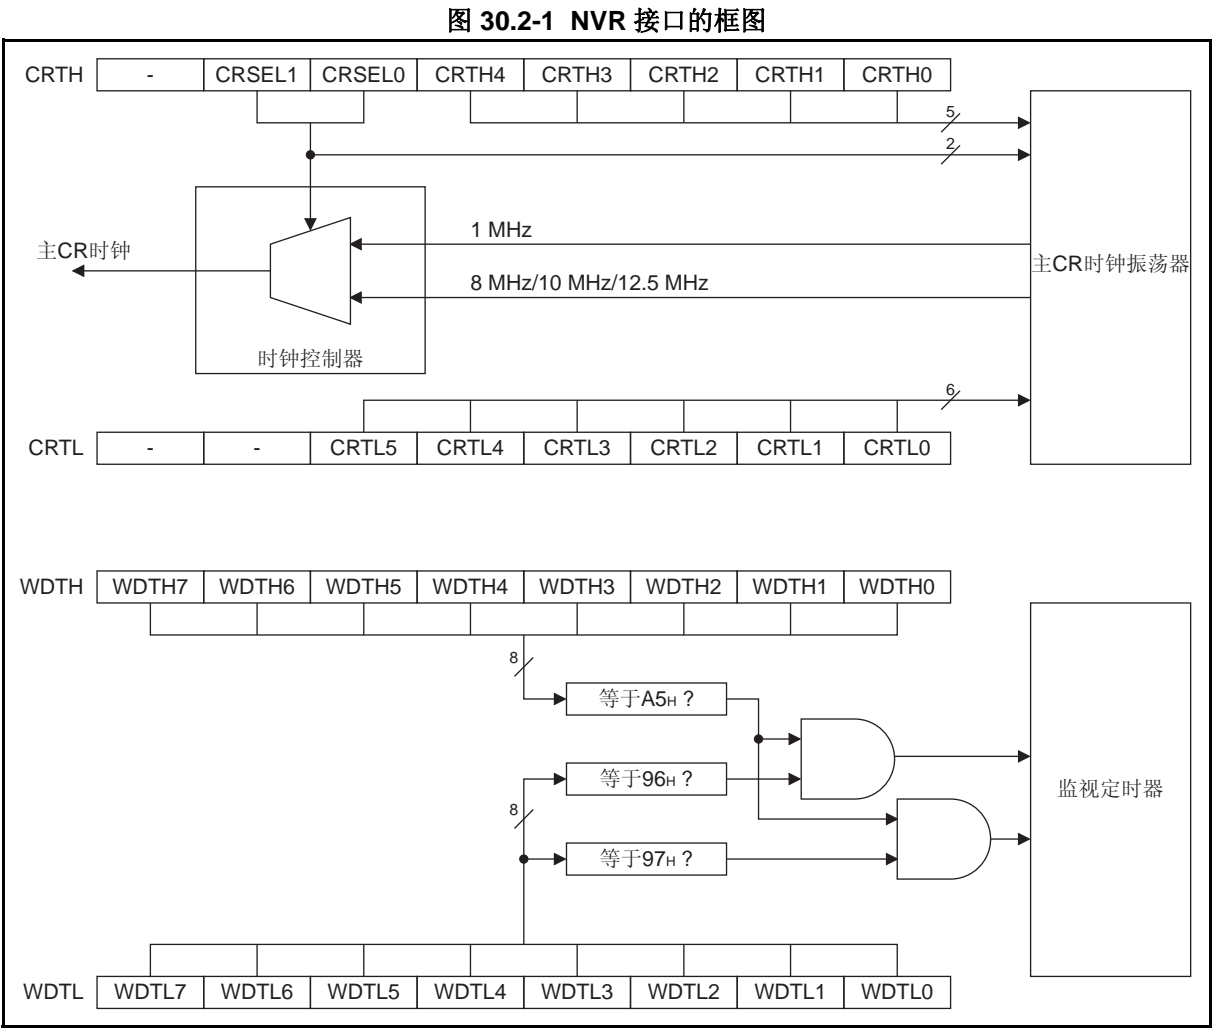 图 30.2-1 NVR 接口的框图
CRTH - CRSEL1 CRSEL0 CRTH4 CRTH3 CRTH2 CRTH1 CRTH0
5
2
1 MHz
主CR时钟
主CR时钟振荡器
8 MHz/10 MHz/12.5 MHz
时钟控制器
6
CRTL - - CRTL5 CRTL4 CRTL3 CRTL2 CRTL1 CRTL0
WDTH WDTH7 WDTH6 WDTH5 WDTH4 WDTH3 WDTH2 WDTH1 WDTH0
8
等于A5H ?
等于96H ?
监视定时器
8
等于97H ?
WDTL WDTL7 WDTL6 WDTL5 WDTL4 WDTL3 WDTL2 WDTL1 WDTL0